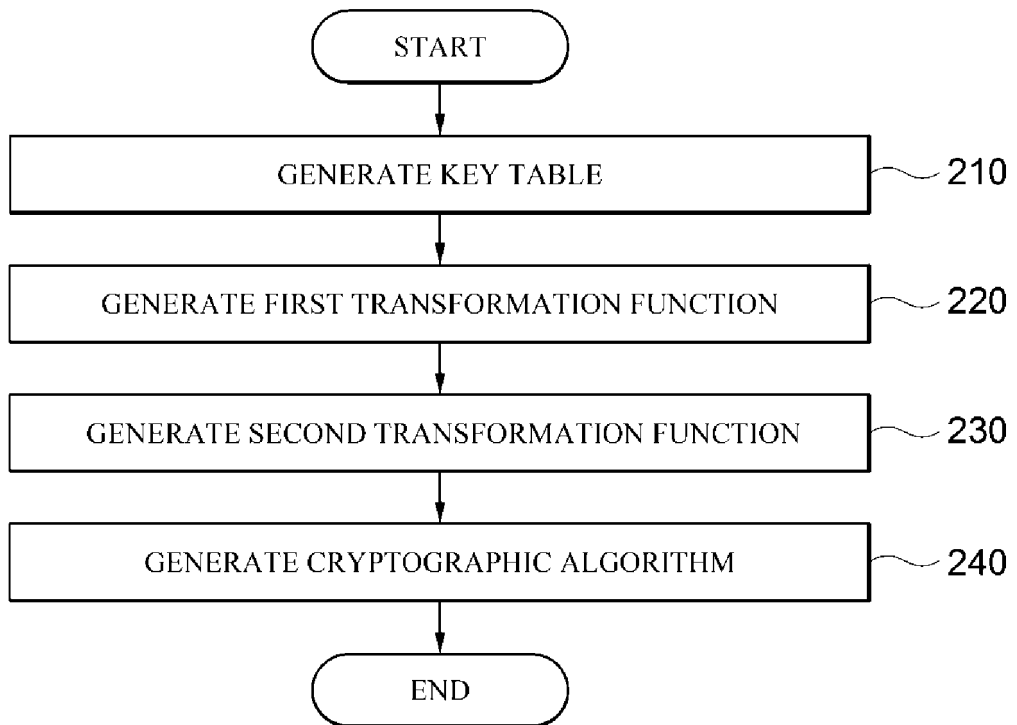 START
GENERATE KEY TABLE
210
GENERATE FIRST TRANSFORMATION FUNCTION
220
GENERATE SECOND TRANSFORMATION FUNCTION
230
GENERATE CRYPTOGRAPHIC ALGORITHM
240
END